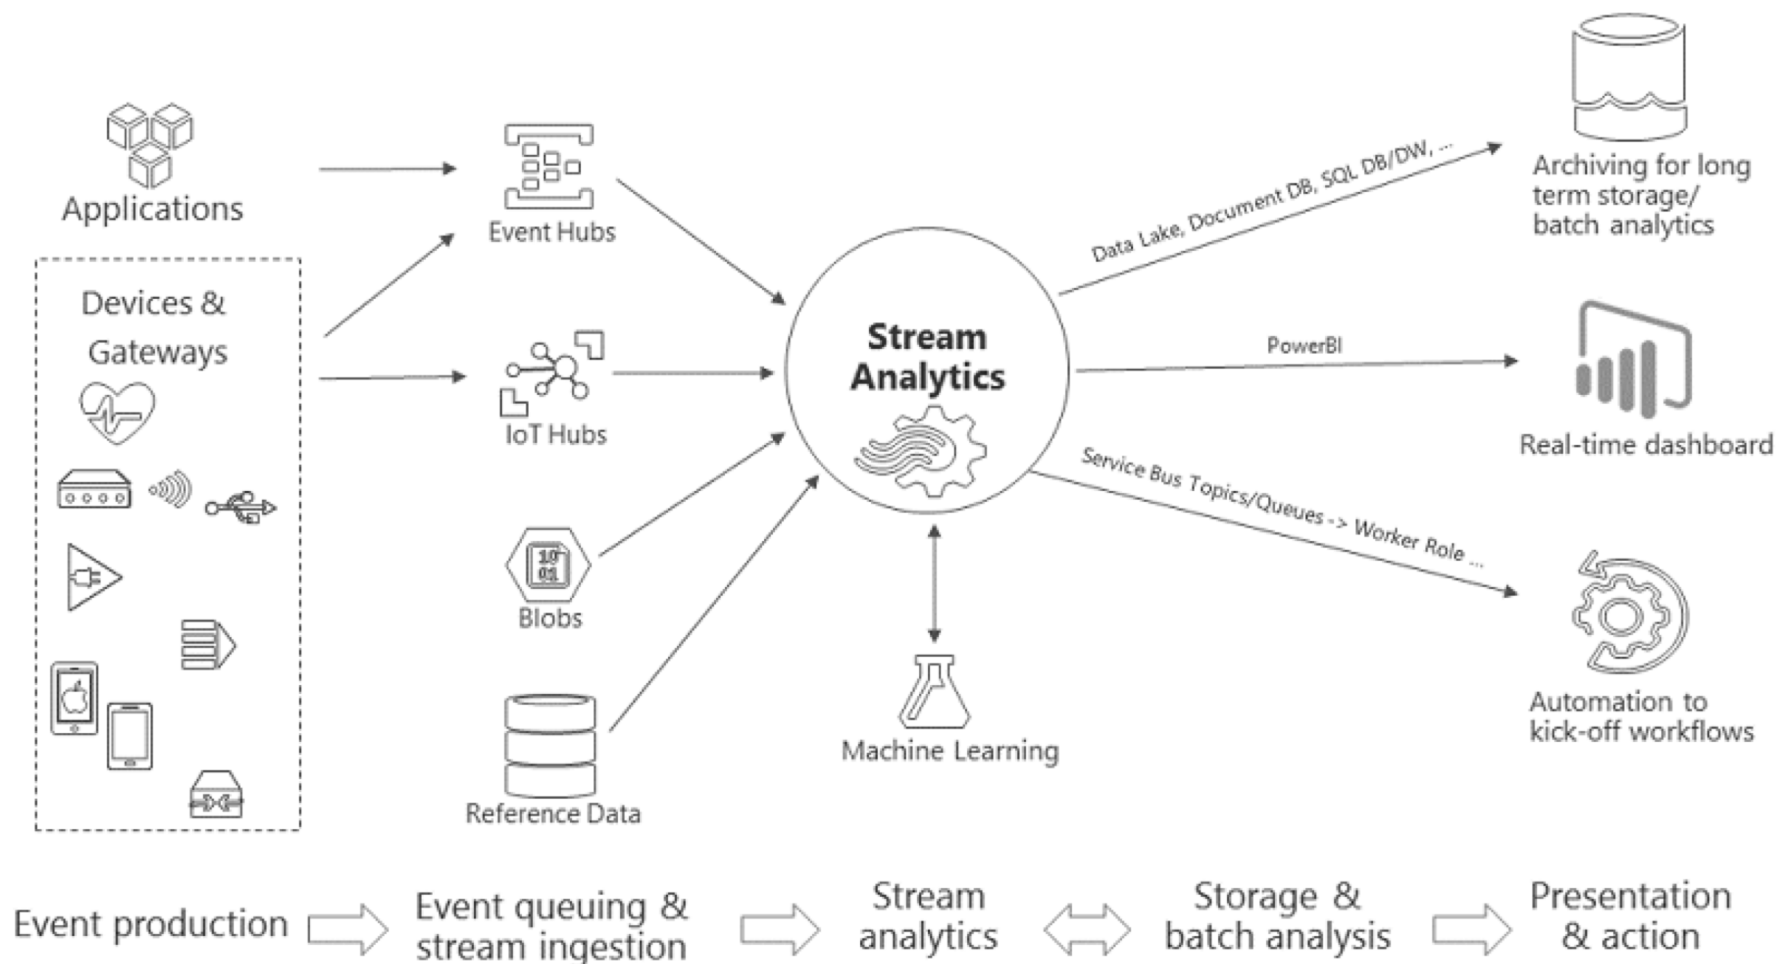 Applications
Devices &
Gateways
Event Hubs
IoT Hubs
10
01
Blobs
Reference Data
Stream
Analytics
Machine Learning
Data Lake, Document DB, SQL DB/DW, ...
PowerBI
Service Bus Topics/Queues -> Worker Role ...
Archiving for long
term storage/
batch analytics
Real-time dashboard
Automation to
kick-off workflows
Event production
Event queuing &
stream ingestion
Stream
analytics
Storage &
batch analysis
Presentation
& action